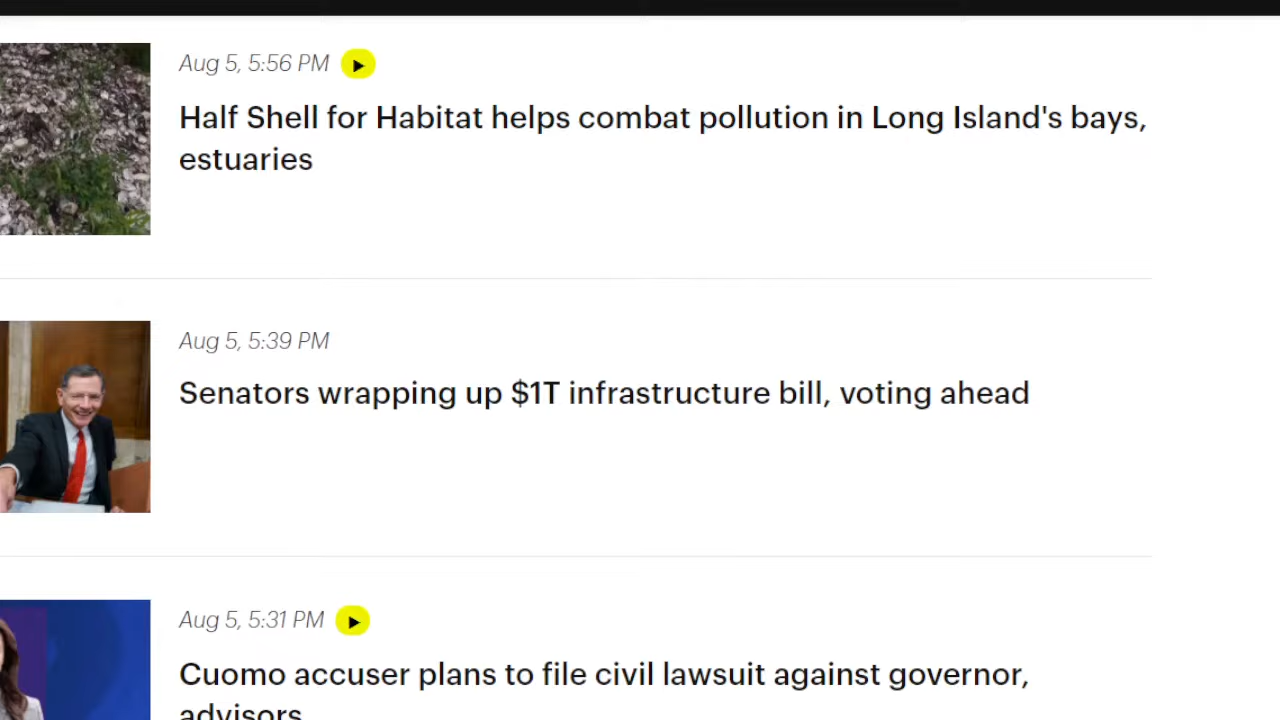 Aug 5, 5:56 PM
Half Shell for Habitat helps combat pollution in Long Island's bays,
estuaries
Aug 5, 5:39 PM
Senators wrapping up $1T infrastructure bill, voting ahead
Aug 5, 5:31 PM
Cuomo accuser plans to file civil lawsuit against governor,
advisors